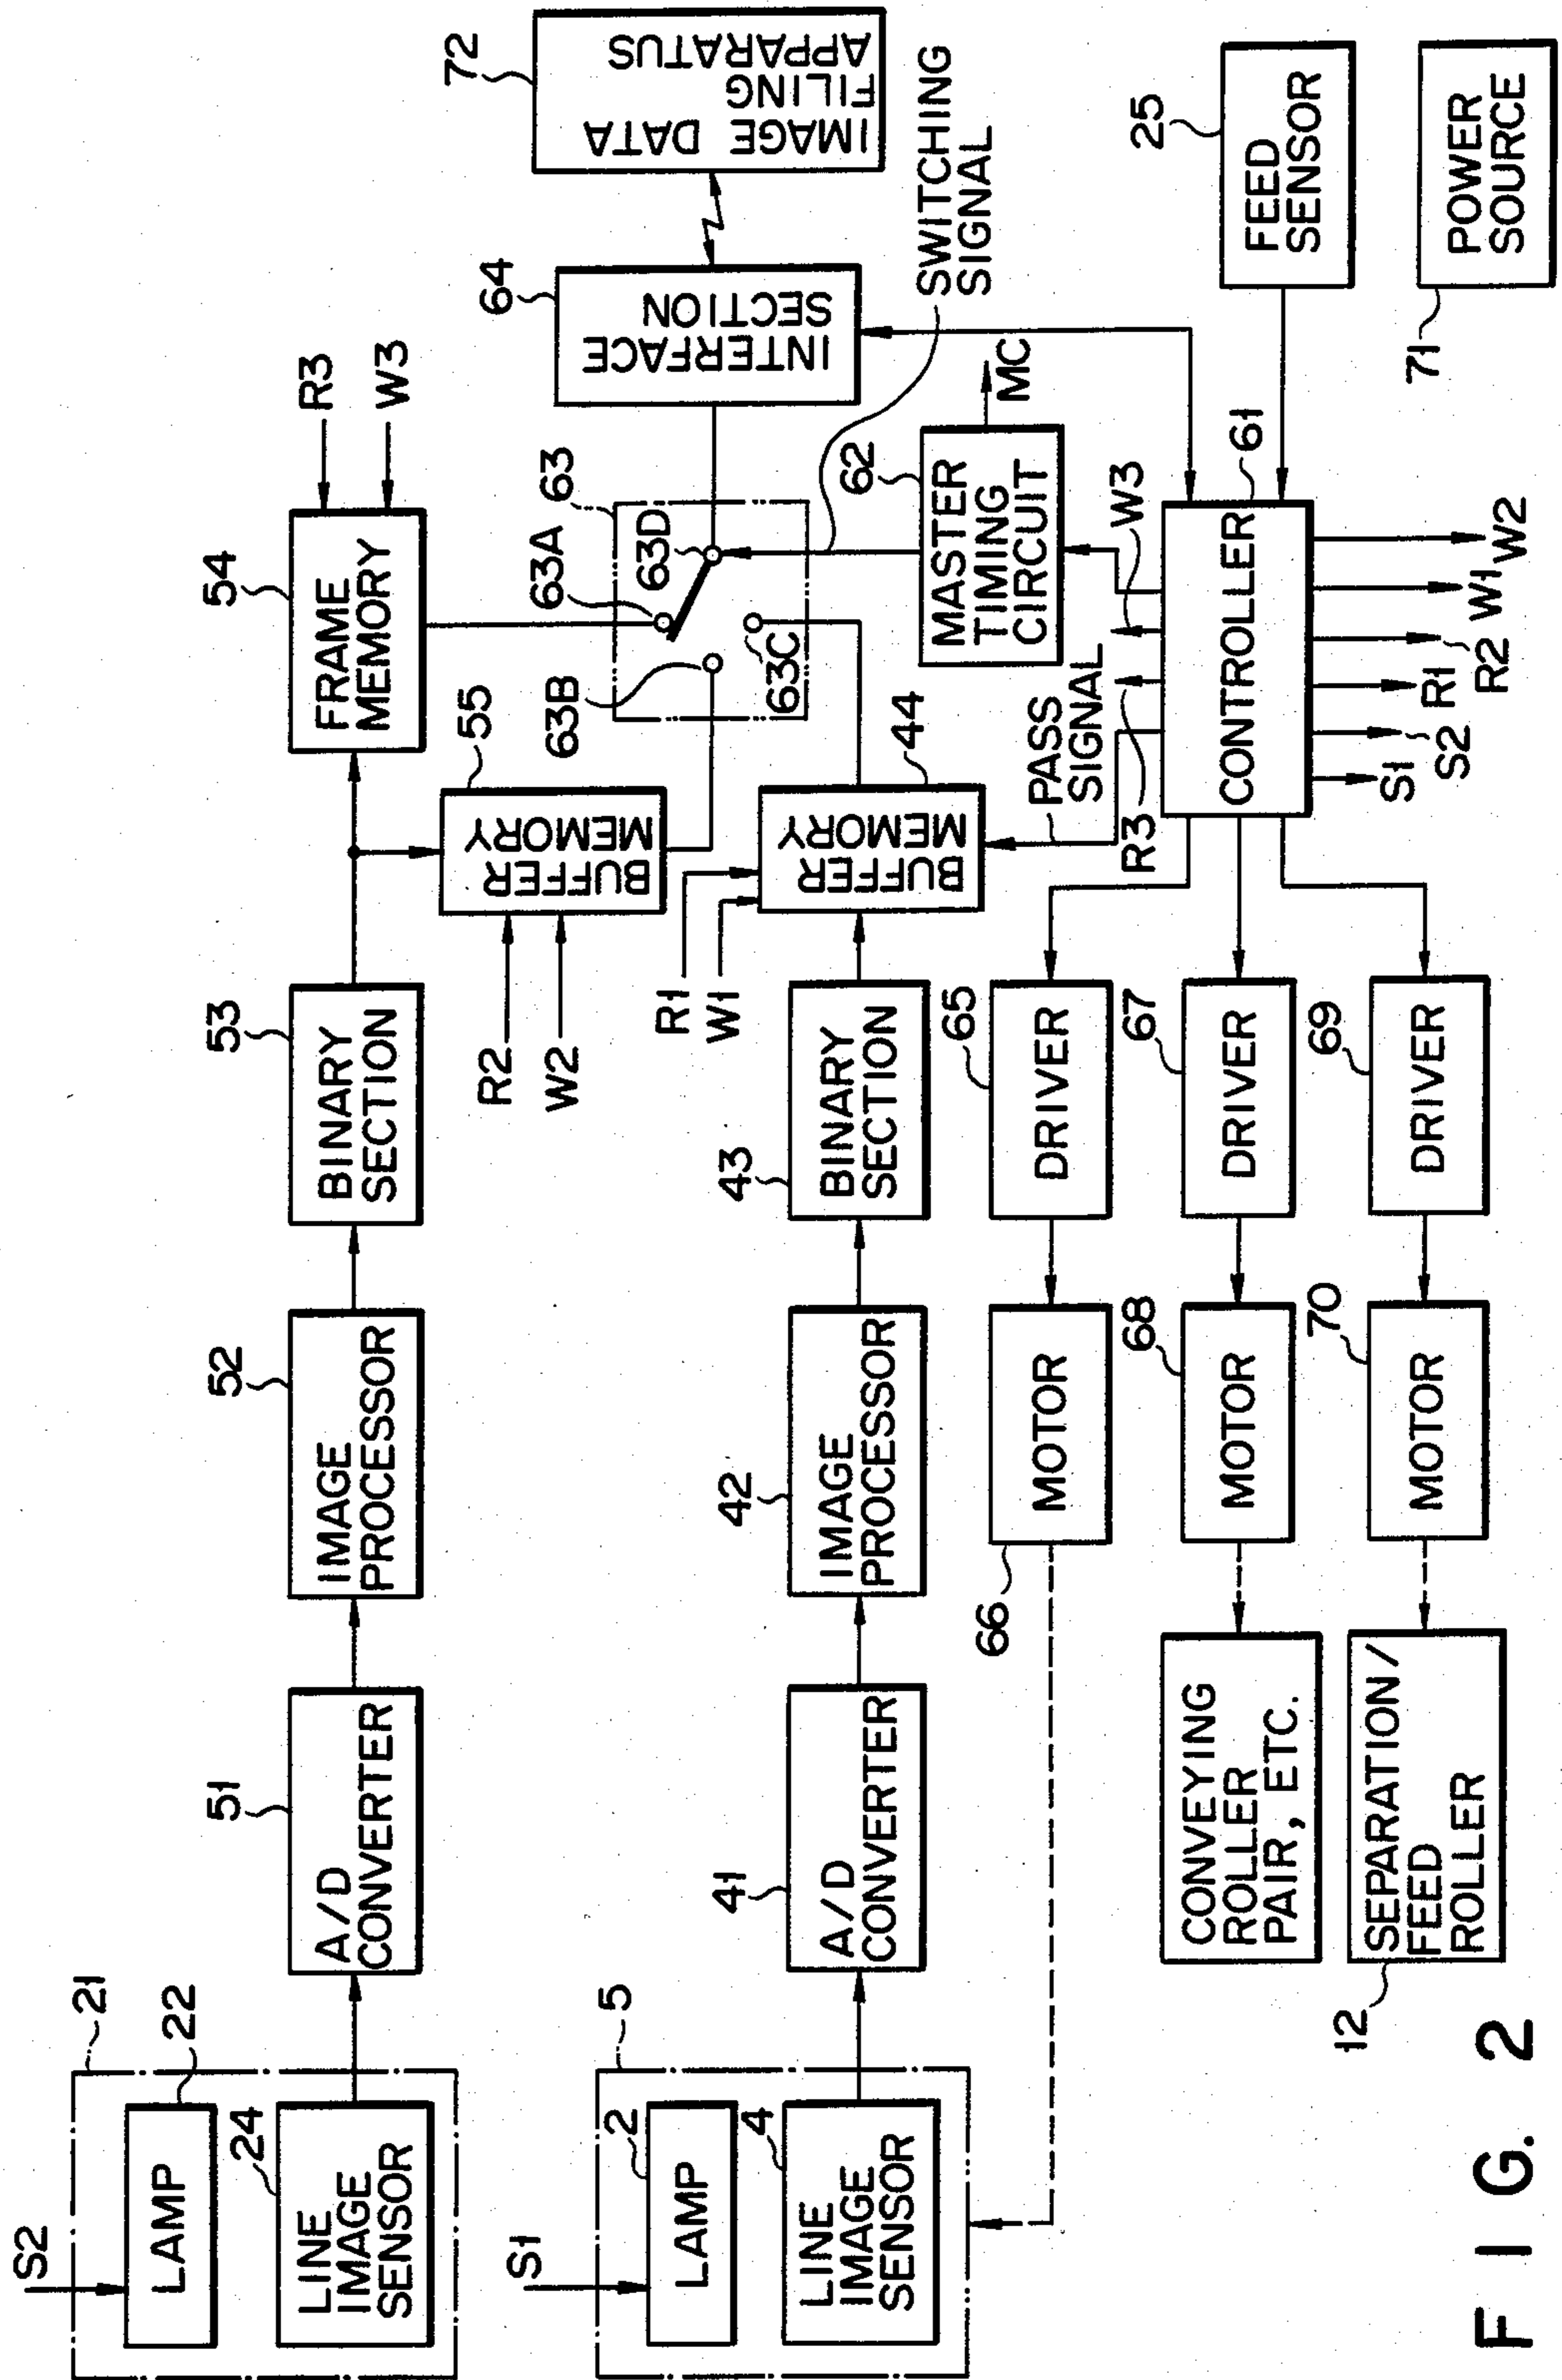 S2
21
LAMP
22
24
LINE
IMAGE
SENSOR
51
A/D
CONVERTER
52
IMAGE
PROCESSOR
53
BINARY
SECTION
54
FRAME
MEMORY
R3
W3
R2
W2
55
BUFFER
MEMORY
63
63A
63B
63C
63D
64
INTERFACE
SECTION
72
IMAGE DATA
FILING
APPARATUS
S1
5
2
LAMP
4
LINE
IMAGE
SENSOR
41
A/D
CONVERTER
42
IMAGE
PROCESSOR
43
BINARY
SECTION
R1
W1
44
BUFFER
MEMORY
62
MASTER
TIMING
CIRCUIT
MC
SWITCHING
SIGNAL
PASS
SIGNAL
R3
W3
66
MOTOR
65
DRIVER
CONVEYING
ROLLER
PAIR, ETC.
68
MOTOR
67
DRIVER
12
SEPARATION/
FEED
ROLLER
70
MOTOR
69
DRIVER
61
CONTROLLER
S1
S2
R1
R2
W1
W2
25
FEED
SENSOR
71
POWER
SOURCE
FIG. 2